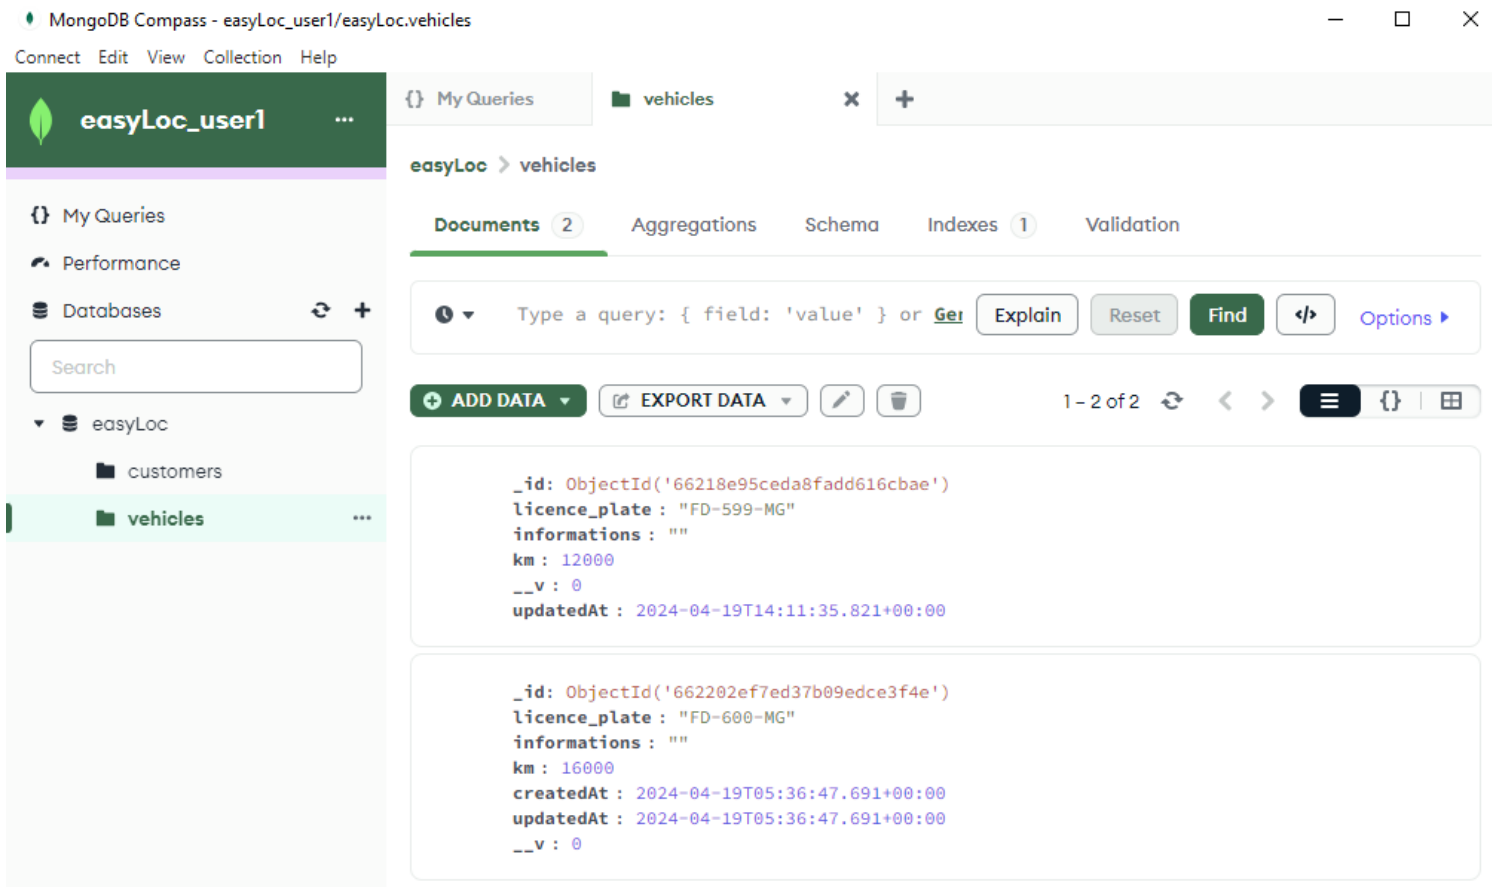 MongoDB Compass - easyLoc_user1/easyLoc.vehicles
Connect Edit View Collection Help
easyLoc_user1
{} My Queries
vehicles
easyLoc > vehicles
{} My Queries
Performance
Databases
Search
easyLoc
customers
vehicles
Documents 2 Aggregations Schema Indexes 1 Validation
Type a query: { field: 'value' } or Ger Explain Reset Find </> Options
ADD DATA EXPORT DATA 1 – 2 of 2 {}
_id: ObjectId('66218e95ceda8fadd616cbae')
licence_plate : "FD-599-MG"
informations : ""
km : 12000
__v : 0
updatedAt : 2024-04-19T14:11:35.821+00:00
_id: ObjectId('662202ef7ed37b09edce3f4e')
licence_plate : "FD-600-MG"
informations : ""
km : 16000
createdAt : 2024-04-19T05:36:47.691+00:00
updatedAt : 2024-04-19T05:36:47.691+00:00
__v : 0